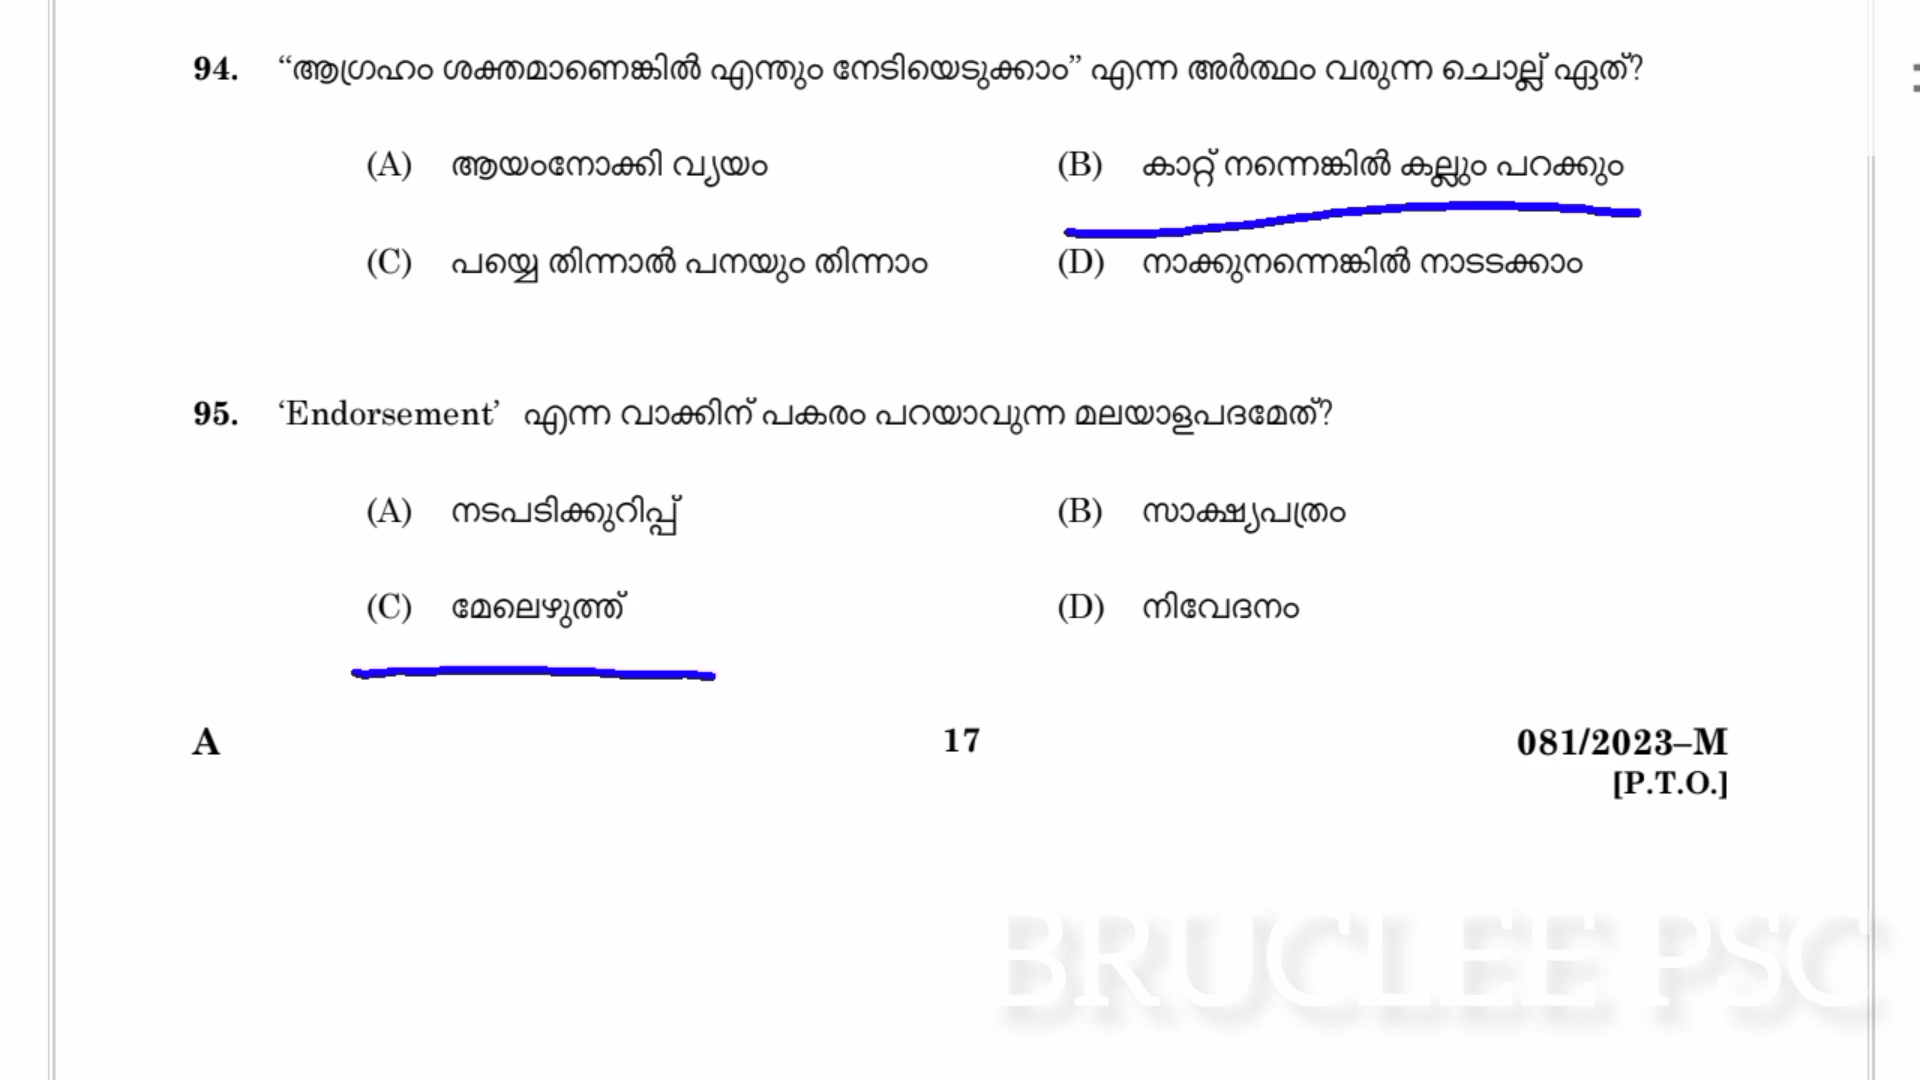 94. “ആഗ്രഹം ശക്തമാണെങ്കിൽ എന്തും നേടിയെടുക്കാം” എന്ന അർത്ഥം വരുന്ന ചൊല്ല് ഏത്?
(A) ആയംനോക്കി വ്യയം (B) കാറ്റ് നന്നെങ്കിൽ കല്ലും പറക്കും
(C) പയ്യെ തിന്നാൽ പനയും തിന്നാം (D) നാക്കുനന്നെങ്കിൽ നാടടക്കാം
95. ‘Endorsement’ എന്ന വാക്കിന് പകരം പറയാവുന്ന മലയാളപദമേത്?
(A) നടപടിക്കുറിപ്പ് (B) സാക്ഷ്യപത്രം
(C) മേലെഴുത്ത് (D) നിവേദനം
A 17 081/2023–M
[P.T.O.]
BRUCLEE PSC